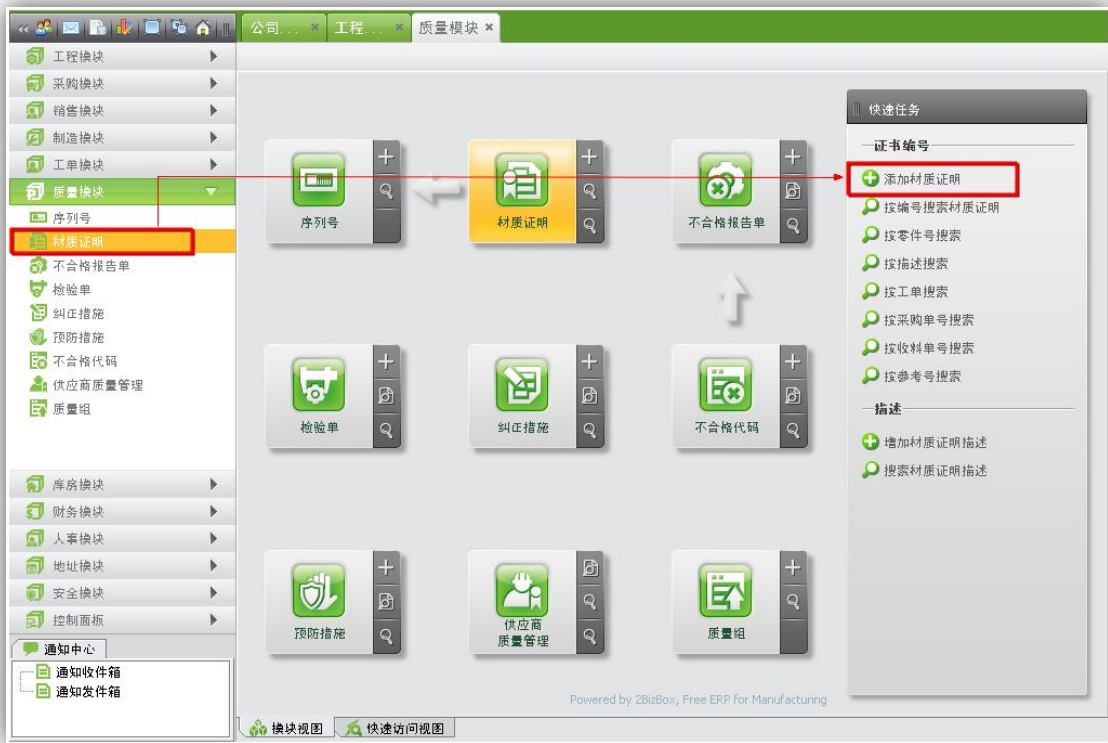 公司...
工程...
质量模块
工程模块
采购模块
销售模块
制造模块
工单模块
质量模块
序列号
材质证明
不合格报告单
检验单
纠正措施
预防措施
不合格代码
供应商质量管理
质量组
库房模块
财务模块
人事模块
地址模块
安全模块
控制面板
通知中心
通知收件箱
通知发件箱
序列号
材质证明
不合格报告单
检验单
纠正措施
不合格代码
预防措施
供应商
质量管理
质量组
Powered by 2BizBox, Free ERP for Manufacturing
模块视图
快速访问视图
快速任务
证书编号
添加材质证明
按编号搜索材质证明
按零件号搜索
按描述搜索
按工单搜索
按采购单号搜索
按收料单号搜索
按参考号搜索
描述
增加材质证明描述
搜索材质证明描述